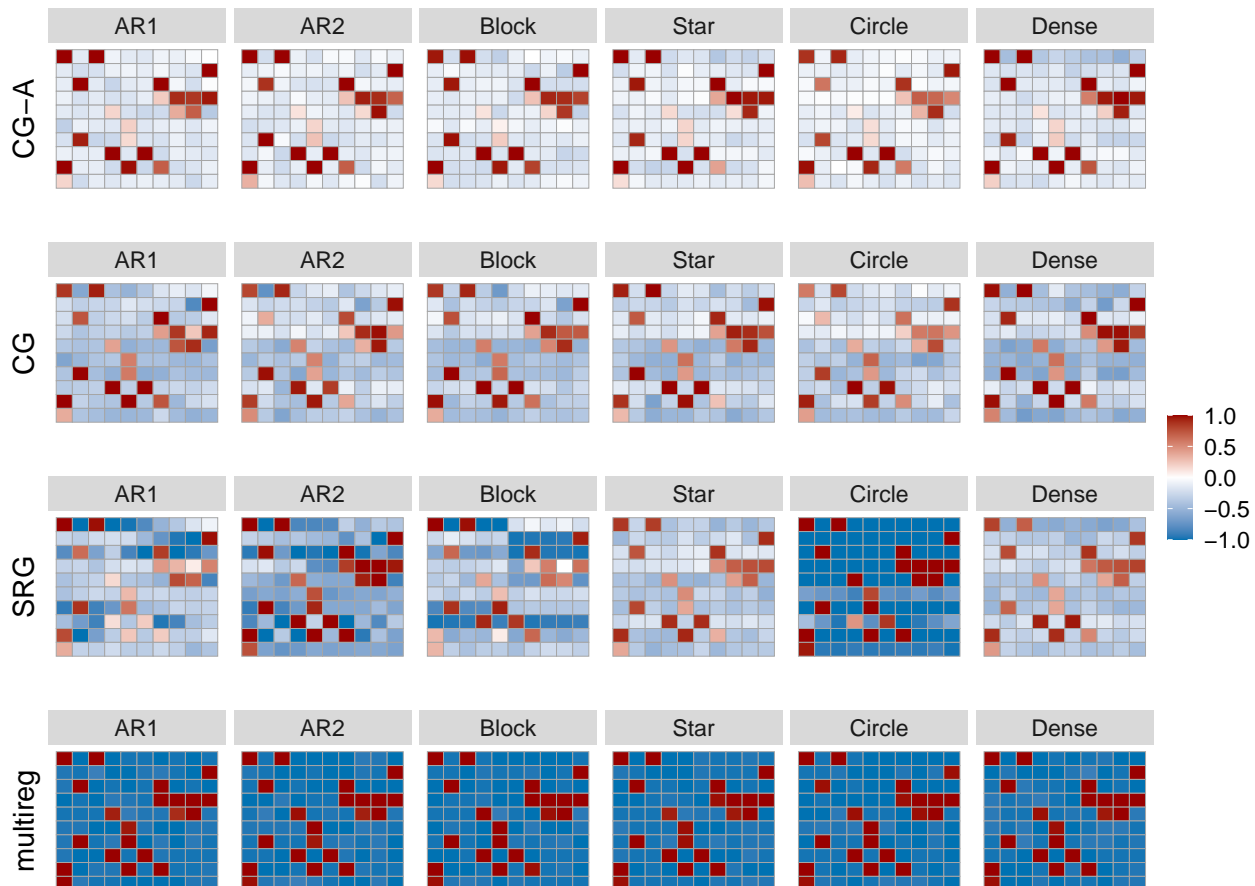 AR1 AR2 Block Star Circle Dense
CG−A
AR1 AR2 Block Star Circle Dense
CG
1.0
0.5
0.0
−0.5
−1.0
AR1 AR2 Block Star Circle Dense
SRG
AR1 AR2 Block Star Circle Dense
multireg